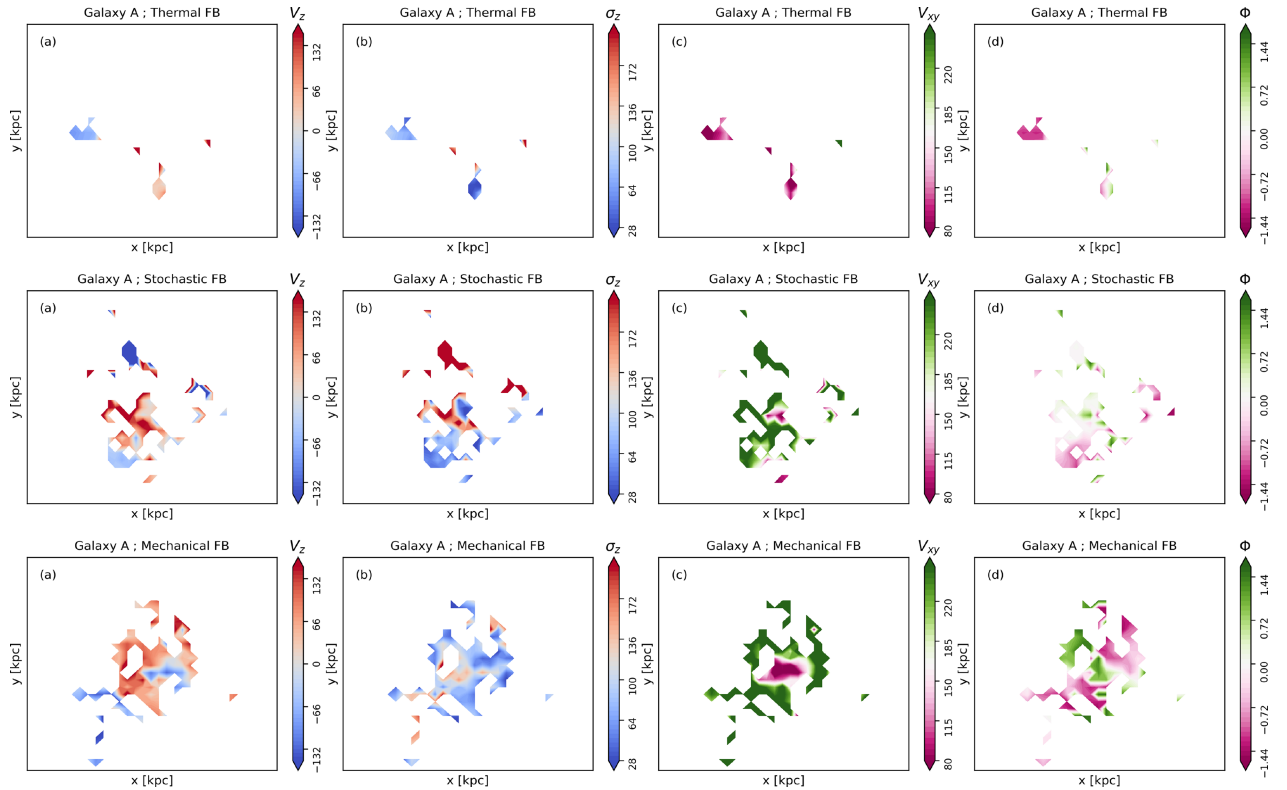 Galaxy A ; Thermal FB
V_z
(a)
132
66
0
−66
−132
y [kpc]
x [kpc]
Galaxy A ; Thermal FB
σ_z
(b)
172
136
100
64
28
y [kpc]
x [kpc]
Galaxy A ; Thermal FB
V_xy
(c)
220
185
150
115
80
y [kpc]
x [kpc]
Galaxy A ; Thermal FB
Φ
(d)
1.44
0.72
0.00
−0.72
−1.44
y [kpc]
x [kpc]
Galaxy A ; Stochastic FB
V_z
(a)
132
66
0
−66
−132
y [kpc]
x [kpc]
Galaxy A ; Stochastic FB
σ_z
(b)
172
136
100
64
28
y [kpc]
x [kpc]
Galaxy A ; Stochastic FB
V_xy
(c)
220
185
150
115
80
y [kpc]
x [kpc]
Galaxy A ; Stochastic FB
Φ
(d)
1.44
0.72
0.00
−0.72
−1.44
y [kpc]
x [kpc]
Galaxy A ; Mechanical FB
V_z
(a)
132
66
0
−66
−132
y [kpc]
x [kpc]
Galaxy A ; Mechanical FB
σ_z
(b)
172
136
100
64
28
y [kpc]
x [kpc]
Galaxy A ; Mechanical FB
V_xy
(c)
220
185
150
115
80
y [kpc]
x [kpc]
Galaxy A ; Mechanical FB
Φ
(d)
1.44
0.72
0.00
−0.72
−1.44
y [kpc]
x [kpc]